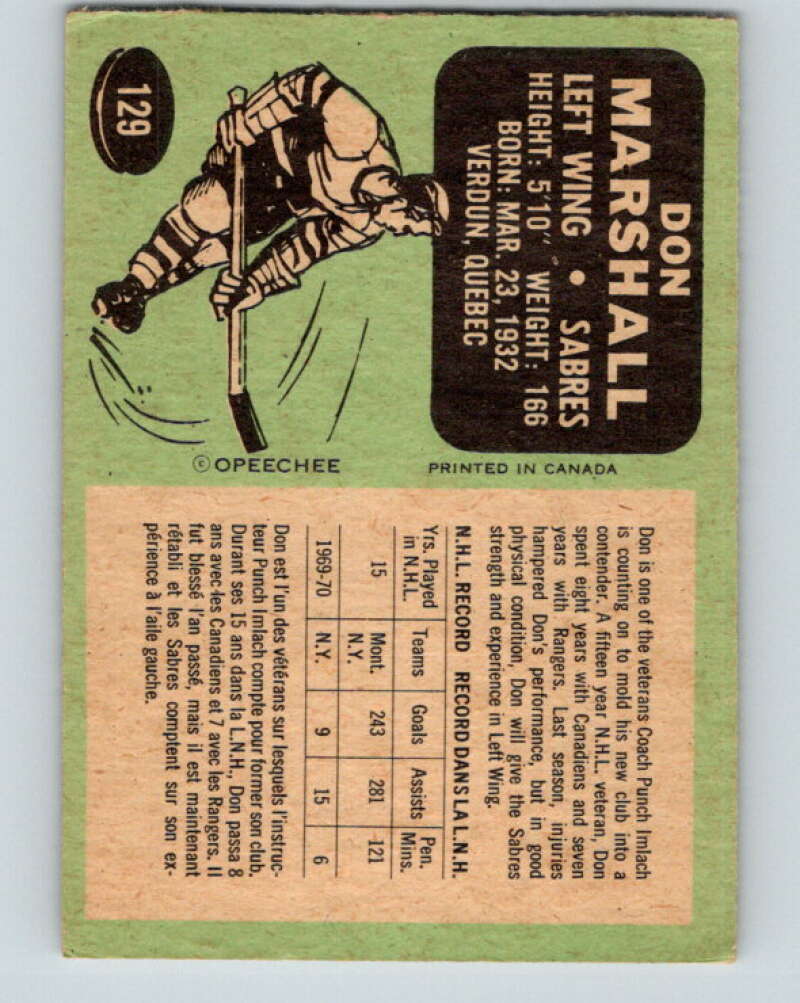 129
DON
MARSHALL
LEFT WING • SABRES
HEIGHT: 5'10" WEIGHT: 166
BORN: MAR. 23, 1932
VERDUN, QUEBEC
© OPEECHEE
PRINTED IN CANADA
Don is one of the veterans Coach Punch Imlach
is counting on to mold his new club into a
contender. A fifteen year N.H.L. veteran, Don
spent eight years with Canadiens and seven
years with Rangers. Last season, injuries
hampered Don's performance, but in good
physical condition, Don will give the Sabres
strength and experience in Left Wing.
N.H.L. RECORD RECORD DANS LA L.N.H.
Yrs. Played in N.H.L. Teams Goals Assists Pen. Mins.
15 Mont. N.Y. 243 281 121
1969-70 N.Y. 9 15 6
Don est l'un des vétérans sur lesquels l'instruc-
teur Punch Imlach compte pour former son club.
Durant ses 15 ans dans la L.N.H., Don passa 8
ans avec les Canadiens et 7 avec les Rangers. Il
fut blessé l'an passé, mais il est maintenant
rétabli et les Sabres comptent sur son ex-
périence à l'aile gauche.